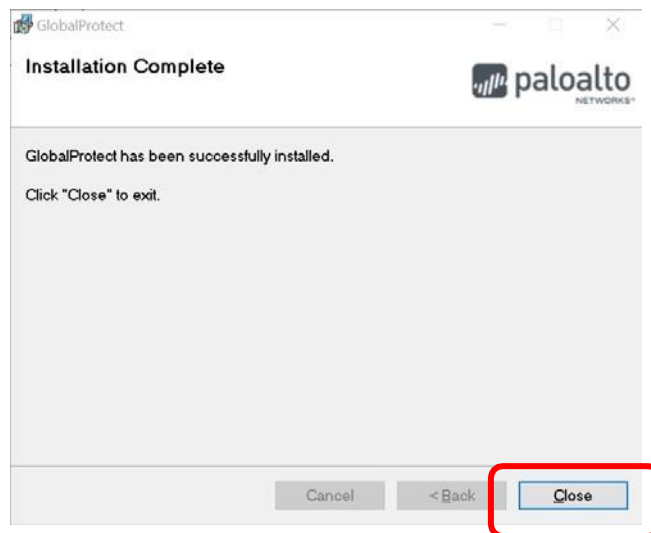 GlobalProtect
Installation Complete
paloalto
NETWORKS
GlobalProtect has been successfully installed.
Click "Close" to exit.
Cancel
< Back
Close